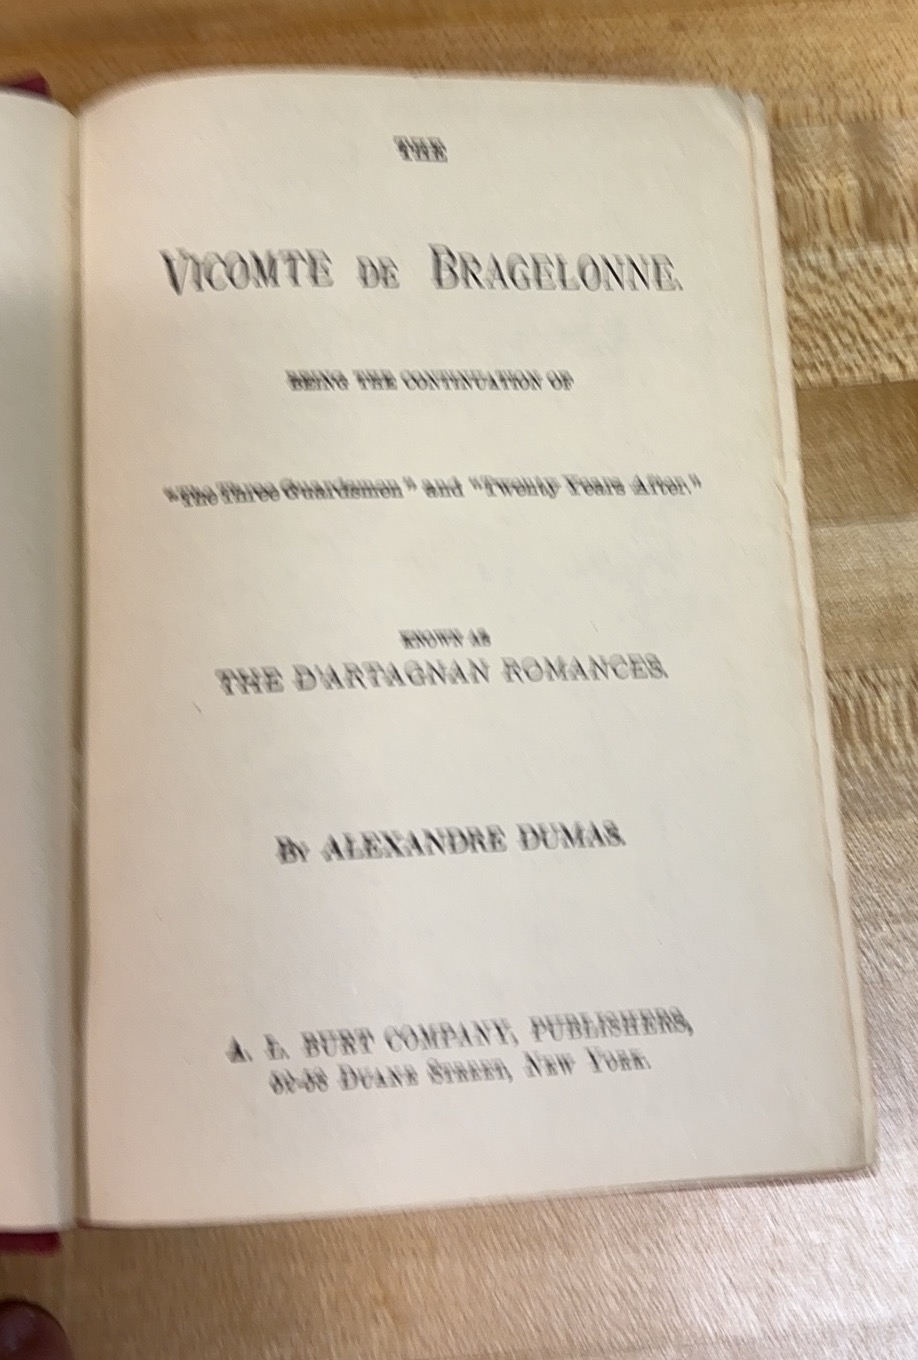 THE
VICOMTE DE BRAGELONNE.
BEING THE CONTINUATION OF
"The Three Guardsmen" and "Twenty Years After,"
KNOWN AS
THE D'ARTAGNAN ROMANCES.
BY ALEXANDRE DUMAS.
A. L. BURT COMPANY, PUBLISHERS,
DUANE STREET, NEW YORK.